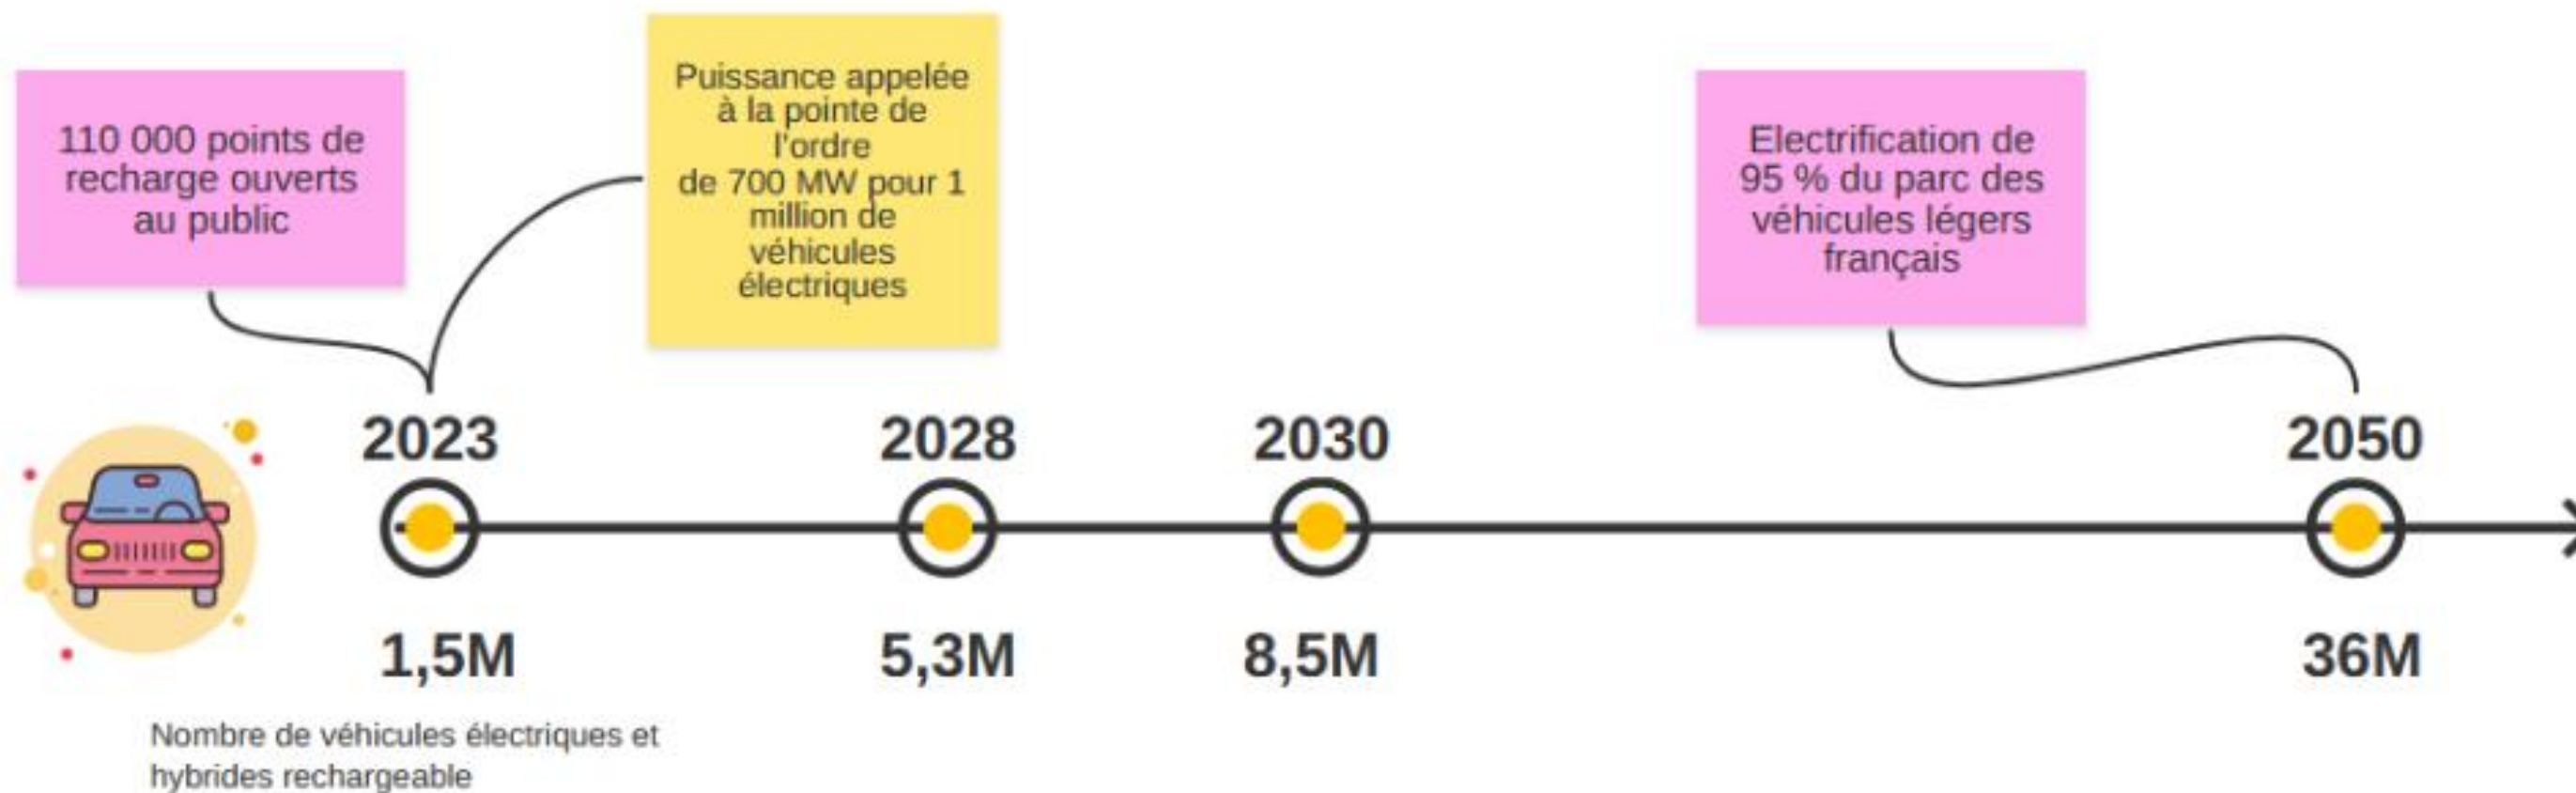 110 000 points de
recharge ouverts
au public
Puissance appelée
à la pointe de
l'ordre
de 700 MW pour 1
million de
véhicules
électriques
Electrification de
95 % du parc des
véhicules légers
français
2023
2028
2030
2050
1,5M
5,3M
8,5M
36M
Nombre de véhicules électriques et
hybrides rechargeable